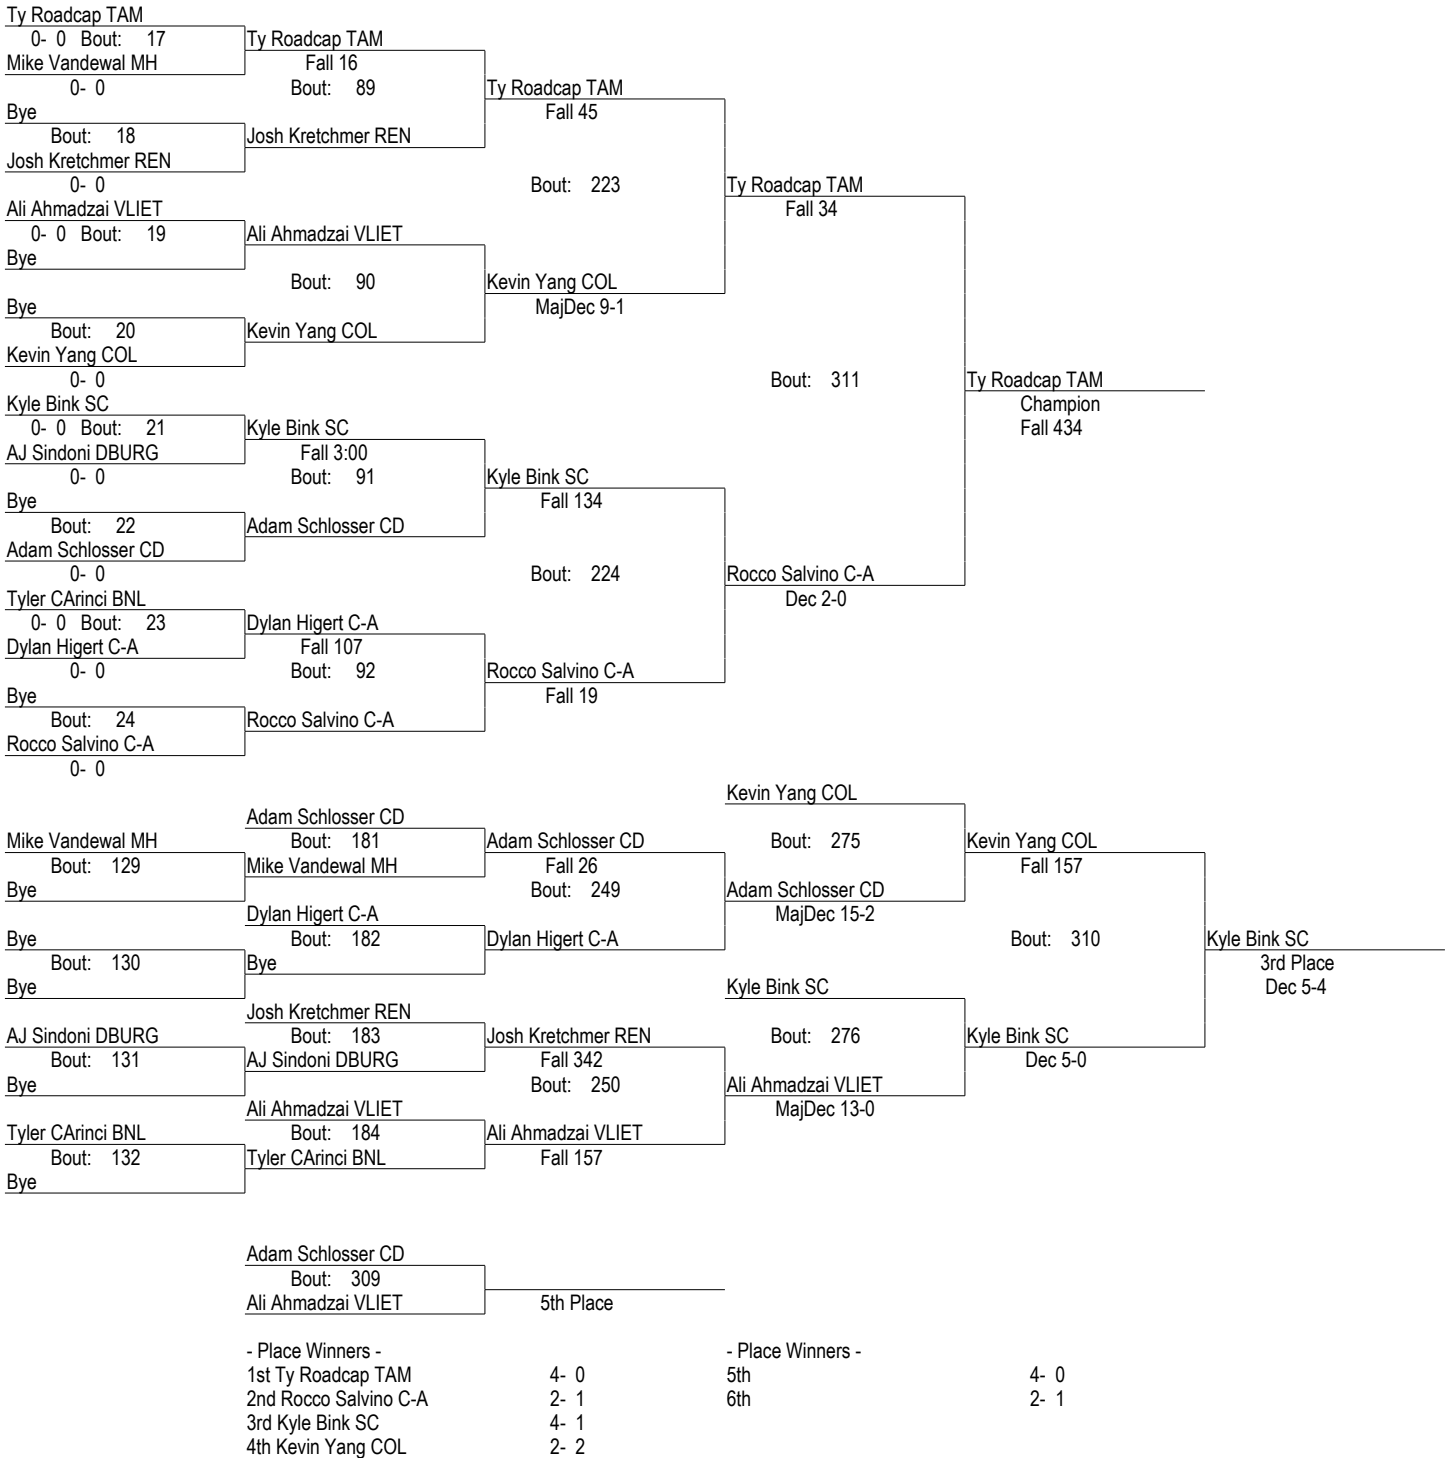 Ty Roadcap TAM
0- 0 Bout: 17 Ty Roadcap TAM
Mike Vandewal MH Fall 16
0- 0 Bout: 89 Ty Roadcap TAM
Bye Fall 45
Bout: 18 Josh Kretchmer REN
Josh Kretchmer REN
0- 0 Bout: 223 Ty Roadcap TAM
Ali Ahmadzai VLIET Fall 34
0- 0 Bout: 19 Ali Ahmadzai VLIET
Bye
Bout: 90 Kevin Yang COL
Bye MajDec 9-1
Bout: 20 Kevin Yang COL
Kevin Yang COL
0- 0 Bout: 311 Ty Roadcap TAM
Kyle Bink SC Champion
0- 0 Bout: 21 Kyle Bink SC Fall 434
AJ Sindoni DBURG Fall 3:00
0- 0 Bout: 91 Kyle Bink SC
Bye Fall 134
Bout: 22 Adam Schlosser CD
Adam Schlosser CD
0- 0 Bout: 224 Rocco Salvino C-A
Tyler CArinci BNL Dec 2-0
0- 0 Bout: 23 Dylan Higert C-A
Dylan Higert C-A Fall 107
0- 0 Bout: 92 Rocco Salvino C-A
Bye Fall 19
Bout: 24 Rocco Salvino C-A
Rocco Salvino C-A
0- 0
Kevin Yang COL
Adam Schlosser CD
Mike Vandewal MH Bout: 181 Adam Schlosser CD Bout: 275 Kevin Yang COL
Bout: 129 Mike Vandewal MH Fall 26 Fall 157
Bye Bout: 249 Adam Schlosser CD
Dylan Higert C-A MajDec 15-2
Bye Bout: 182 Dylan Higert C-A Bout: 310 Kyle Bink SC
Bout: 130 Bye 3rd Place
Bye Kyle Bink SC Dec 5-4
Josh Kretchmer REN
AJ Sindoni DBURG Bout: 183 Josh Kretchmer REN Bout: 276 Kyle Bink SC
Bout: 131 AJ Sindoni DBURG Fall 342 Dec 5-0
Bye Bout: 250 Ali Ahmadzai VLIET
Ali Ahmadzai VLIET MajDec 13-0
Tyler CArinci BNL Bout: 184 Ali Ahmadzai VLIET
Bout: 132 Tyler CArinci BNL Fall 157
Bye
Adam Schlosser CD
Bout: 309
Ali Ahmadzai VLIET 5th Place
- Place Winners - - Place Winners -
1st Ty Roadcap TAM 4- 0 5th 4- 0
2nd Rocco Salvino C-A 2- 1 6th 2- 1
3rd Kyle Bink SC 4- 1
4th Kevin Yang COL 2- 2